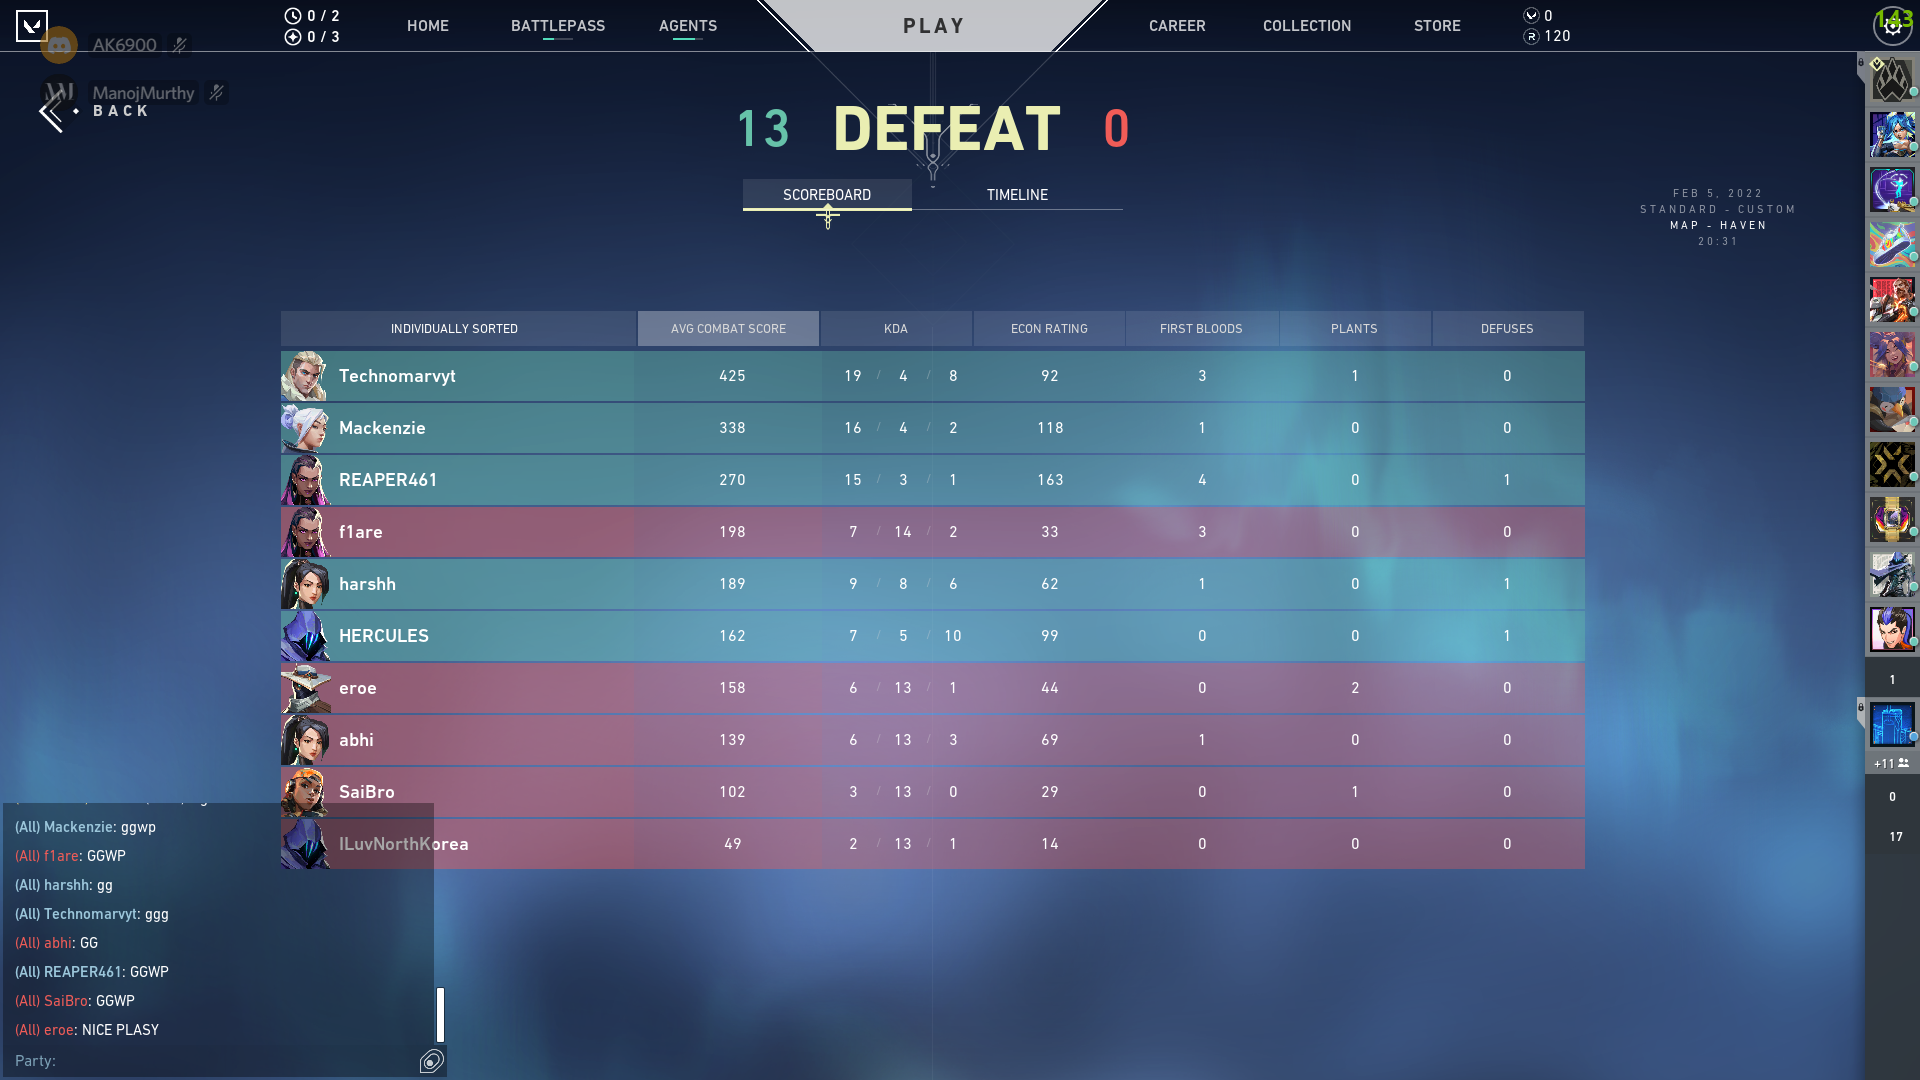 0 / 2
0 / 3
HOME
BATTLEPASS
AGENTS
PLAY
CAREER
COLLECTION
STORE
0
120
143
AK6900
ManojMurthy
BACK
13 DEFEAT 0
SCOREBOARD TIMELINE
FEB 5, 2022
STANDARD - CUSTOM
MAP - HAVEN
20:31
INDIVIDUALLY SORTED AVG COMBAT SCORE KDA ECON RATING FIRST BLOODS PLANTS DEFUSES
Technomarvyt 425 19 / 4 / 8 92 3 1 0
Mackenzie 338 16 / 4 / 2 118 1 0 0
REAPER461 270 15 / 3 / 1 163 4 0 1
f1are 198 7 / 14 / 2 33 3 0 0
harshh 189 9 / 8 / 6 62 1 0 1
HERCULES 162 7 / 5 / 10 99 0 0 1
eroe 158 6 / 13 / 1 44 0 2 0
abhi 139 6 / 13 / 3 69 1 0 0
SaiBro 102 3 / 13 / 0 29 0 1 0
ILuvNorthKorea 49 2 / 13 / 1 14 0 0 0
(All) Mackenzie: ggwp
(All) f1are: GGWP
(All) harshh: gg
(All) Technomarvyt: ggg
(All) abhi: GG
(All) REAPER461: GGWP
(All) SaiBro: GGWP
(All) eroe: NICE PLASY
Party:
1
+11
0
17